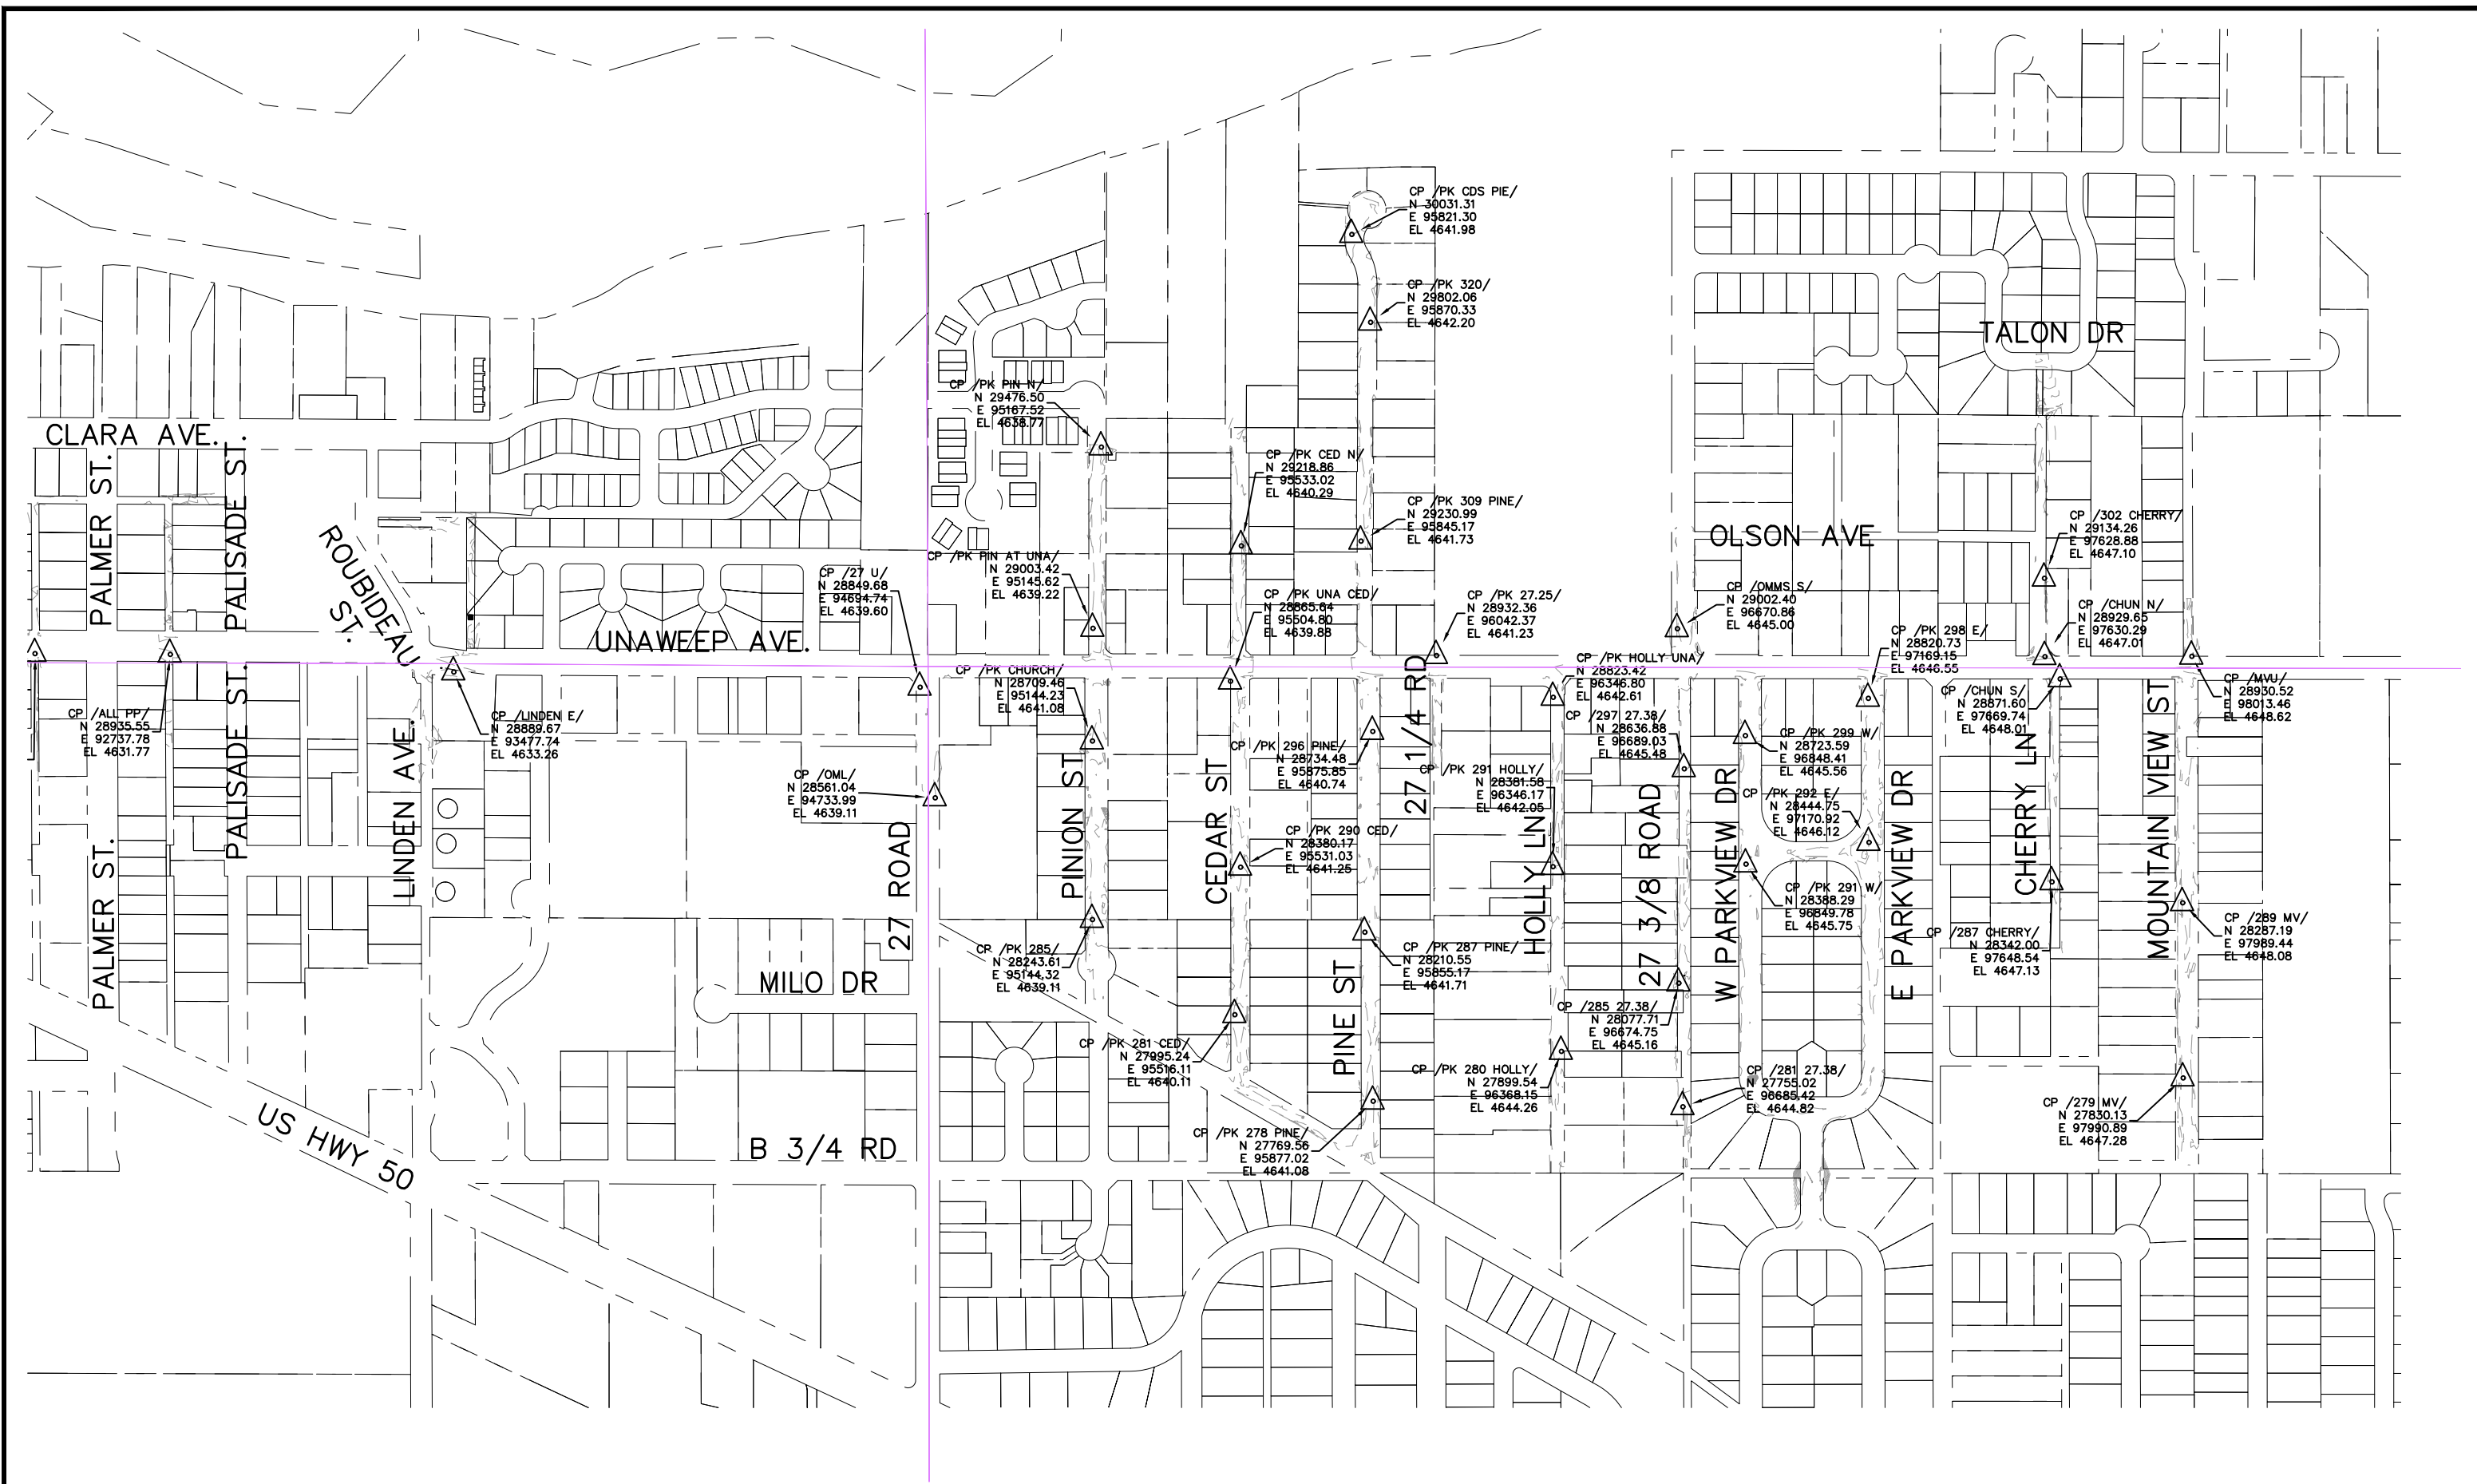 CP /PK CDS PIE/
N 30031.31
E 95821.30
EL 4641.98
CP /PK 320/
N 29802.06
E 95870.33
EL 4642.20
TALON DR
CP /PK PIN N/
N 29476.50
E 95167.52
EL 4638.77
CLARA AVE.
PALMER ST.
PALISADE ST.
CP /PK CED N/
N 29218.86
E 95533.02
EL 4640.29
CP /PK 309 PINE/
N 29230.99
E 95845.17
EL 4641.73
ROUBIDEAU
ST.
OLSON AVE
CP /302 CHERRY/
N 29134.26
E 97628.88
EL 4647.10
CP /PK PIN AT UNA/
N 29003.42
E 95145.62
EL 4639.22
CP /27 U/
N 28849.68
E 94694.74
EL 4639.60
CP /PK UNA CED/
N 28865.64
E 95504.80
EL 4639.88
CP /PK 27.25/
N 28932.36
E 96042.37
EL 4641.23
CP /OMMS S/
N 29002.40
E 96670.86
EL 4645.00
CP /CHUN N/
N 28929.65
E 97630.29
EL 4647.01
UNAWEEP AVE.
CP /PK 298 E/
N 28820.73
E 97169.15
EL 4646.55
CP /PK CHURCH/
N 28709.46
E 95144.23
EL 4641.08
CP /PK HOLLY UNA/
N 28823.42
E 96346.80
EL 4642.61
CP /CHUN S/
N 28871.60
E 97669.74
EL 4648.01
CP /MVU/
N 28930.52
E 98013.46
EL 4648.62
CP /ALL PP/
N 28935.55
E 92737.78
EL 4631.77
CP /LINDEN E/
N 28889.67
E 93477.74
EL 4633.26
CP /297 27.38/
N 28636.88
E 96689.03
EL 4645.48
CP /PK 299 W/
N 28723.59
E 96848.41
EL 4645.56
CP /PK 296 PINE/
N 28734.48
E 95875.85
EL 4640.74
CP /PK 291 HOLLY/
N 28381.58
E 96346.17
EL 4642.05
CP /OML/
N 28561.04
E 94733.99
EL 4639.11
CP /PK 292 E/
N 28444.75
E 97170.92
EL 4646.12
PALISADE ST.
LINDEN AVE.
27 ROAD
PINION ST
CEDAR ST
27 1/4 RD
HOLLY LN
27 3/8 ROAD
W PARKVIEW DR
E PARKVIEW DR
CHERRY LN
MOUNTAIN VIEW ST
CP /PK 290 CED/
N 28380.17
E 95531.03
EL 4641.25
CP /PK 291 W/
N 28388.29
E 96849.78
EL 4645.75
CP /289 MV/
N 28287.19
E 97989.44
EL 4648.08
CP /287 CHERRY/
N 28342.00
E 97648.54
EL 4647.13
PALMER ST.
CP /PK 285/
N 28243.61
E 95144.32
EL 4639.11
CP /PK 287 PINE/
N 28210.55
E 95855.17
EL 4641.71
MILO DR
PINE ST
CP /285 27.38/
N 28077.71
E 96674.75
EL 4645.16
CP /PK 281 CED/
N 27995.24
E 95516.11
EL 4640.11
CP /PK 280 HOLLY/
N 27899.54
E 96368.15
EL 4644.26
CP /281 27.38/
N 27755.02
E 96685.42
EL 4644.82
CP /279 MV/
N 27830.13
E 97990.89
EL 4647.28
US HWY 50
B 3/4 RD
CP /PK 278 PINE/
N 27769.56
E 95877.02
EL 4641.08